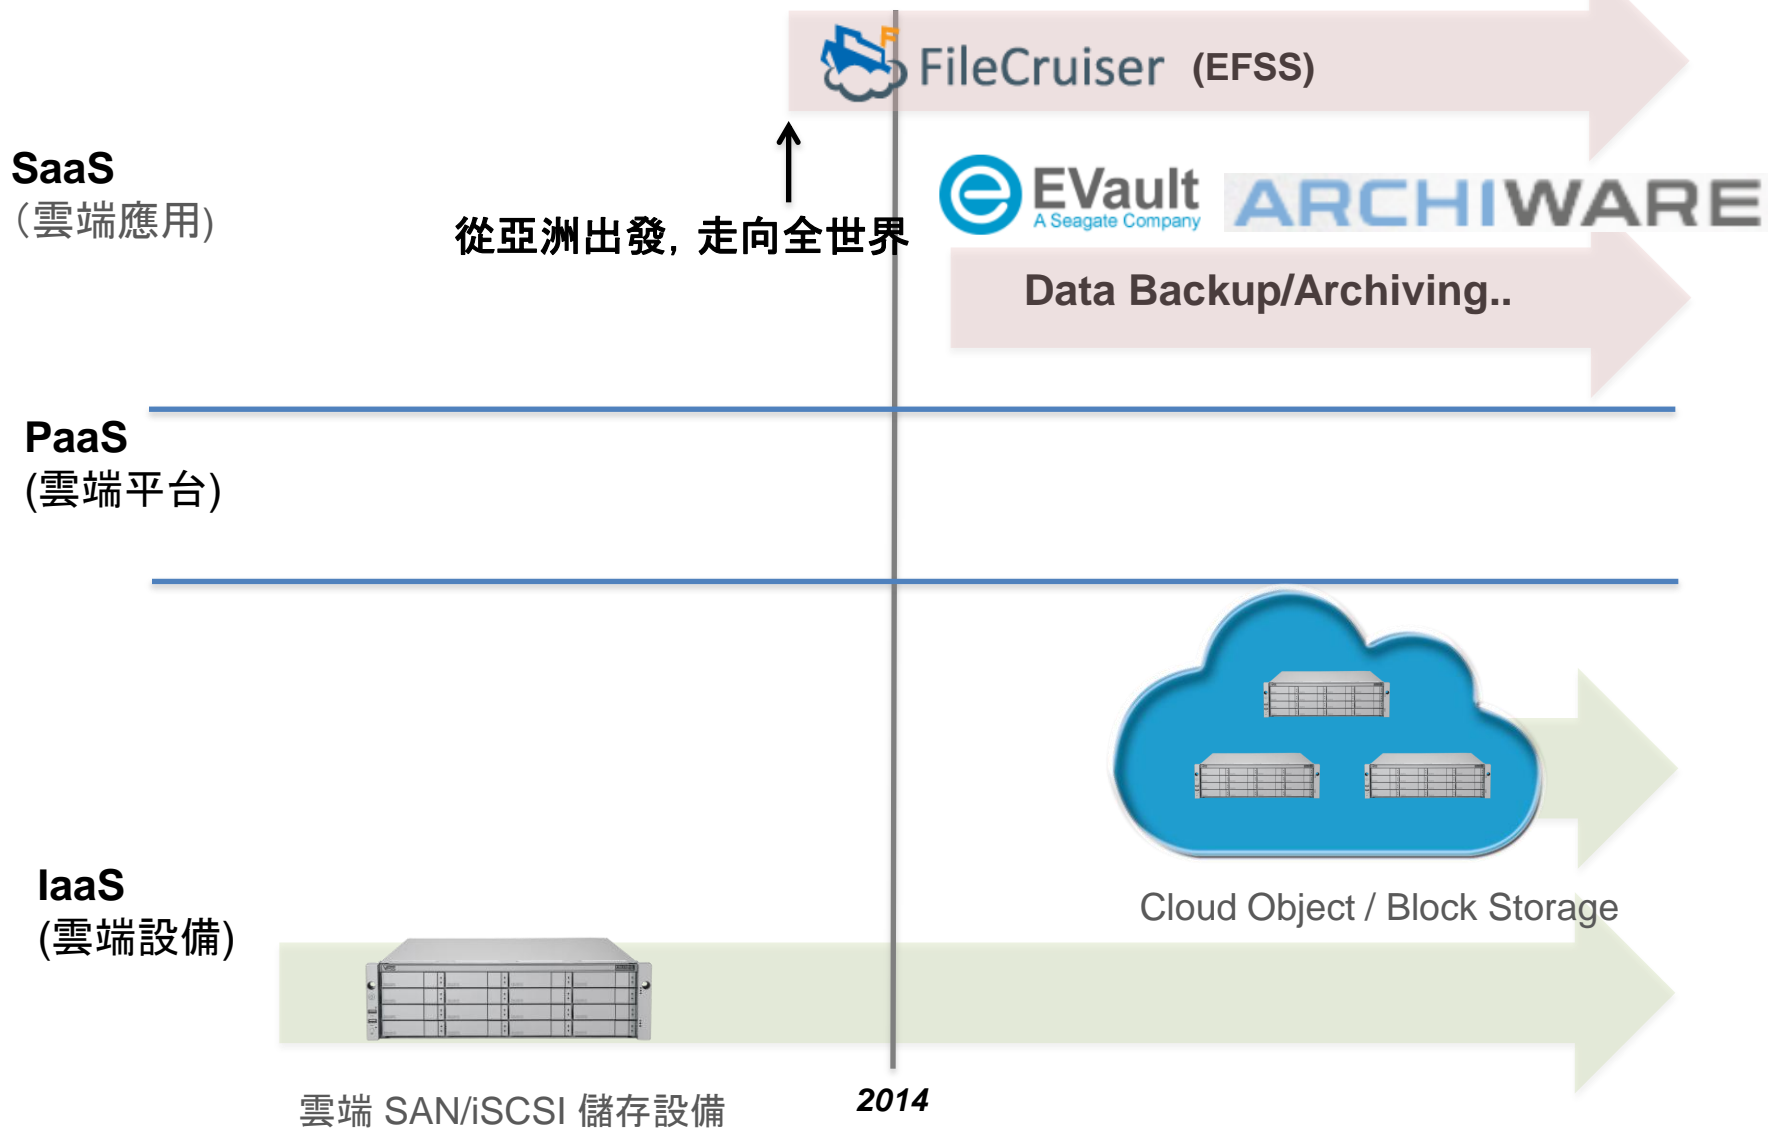 FileCruiser (EFSS)
SaaS
（雲端應用)
從亞洲出發, 走向全世界
EVault
A Seagate Company
ARCHIWARE
Data Backup/Archiving..
PaaS
(雲端平台)
IaaS
(雲端設備)
Cloud Object / Block Storage
雲端 SAN/iSCSI 儲存設備
2014